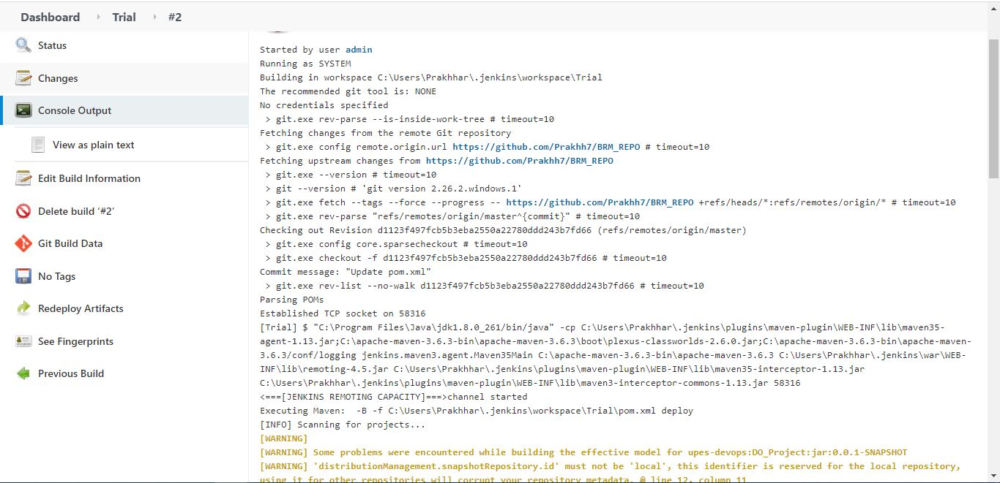 Dashboard Trial #2
Status
Changes
Console Output
View as plain text
Edit Build Information
Delete build ‘#2’
Git Build Data
No Tags
Redeploy Artifacts
See Fingerprints
Previous Build
Started by user admin
Running as SYSTEM
Building in workspace C:\Users\Prakhhar\.jenkins\workspace\Trial
The recommended git tool is: NONE
No credentials specified
> git.exe rev-parse --is-inside-work-tree # timeout=10
Fetching changes from the remote Git repository
> git.exe config remote.origin.url https://github.com/Prakhh7/BRM_REPO # timeout=10
Fetching upstream changes from https://github.com/Prakhh7/BRM_REPO
> git.exe --version # timeout=10
> git --version # 'git version 2.26.2.windows.1'
> git.exe fetch --tags --force --progress -- https://github.com/Prakhh7/BRM_REPO +refs/heads/*:refs/remotes/origin/* # timeout=10
> git.exe rev-parse "refs/remotes/origin/master^{commit}" # timeout=10
Checking out Revision d1123f497fcb5b3eba2550a22780ddd243b7fd66 (refs/remotes/origin/master)
> git.exe config core.sparsecheckout # timeout=10
> git.exe checkout -f d1123f497fcb5b3eba2550a22780ddd243b7fd66 # timeout=10
Commit message: "Update pom.xml"
> git.exe rev-list --no-walk d1123f497fcb5b3eba2550a22780ddd243b7fd66 # timeout=10
Parsing POMs
Established TCP socket on 58316
[Trial] $ "C:\Program Files\Java\jdk1.8.0_261/bin/java" -cp C:\Users\Prakhhar\.jenkins\plugins\maven-plugin\WEB-INF\lib\maven35-
agent-1.13.jar;C:\apache-maven-3.6.3-bin\apache-maven-3.6.3\boot\plexus-classworlds-2.6.0.jar;C:\apache-maven-3.6.3-bin\apache-maven-
3.6.3/conf/logging jenkins.maven3.agent.Maven35Main C:\apache-maven-3.6.3-bin\apache-maven-3.6.3 C:\Users\Prakhhar\.jenkins\war\WEB-
INF\lib\remoting-4.5.jar C:\Users\Prakhhar\.jenkins\plugins\maven-plugin\WEB-INF\lib\maven35-interceptor-1.13.jar
C:\Users\Prakhhar\.jenkins\plugins\maven-plugin\WEB-INF\lib\maven3-interceptor-commons-1.13.jar 58316
<===[JENKINS REMOTING CAPACITY]===>channel started
Executing Maven:  -B -f C:\Users\Prakhhar\.jenkins\workspace\Trial\pom.xml deploy
[INFO] Scanning for projects...
[WARNING]
[WARNING] Some problems were encountered while building the effective model for upes-devops:DO_Project:jar:0.0.1-SNAPSHOT
[WARNING] 'distributionManagement.snapshotRepository.id' must not be 'local', this identifier is reserved for the local repository,
using it for other repositories will corrupt your repository metadata. @ line 12, column 11